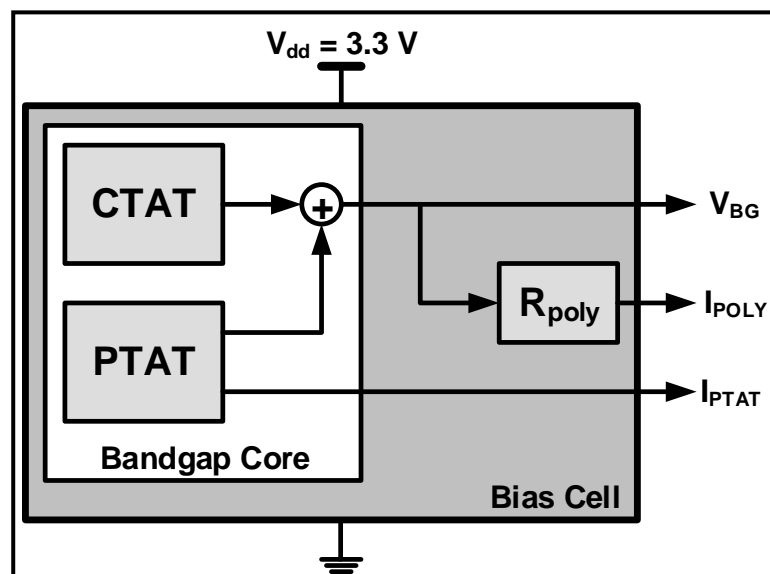 V_dd = 3.3 V
CTAT
+
V_BG
R_poly
I_POLY
PTAT
I_PTAT
Bandgap Core
Bias Cell